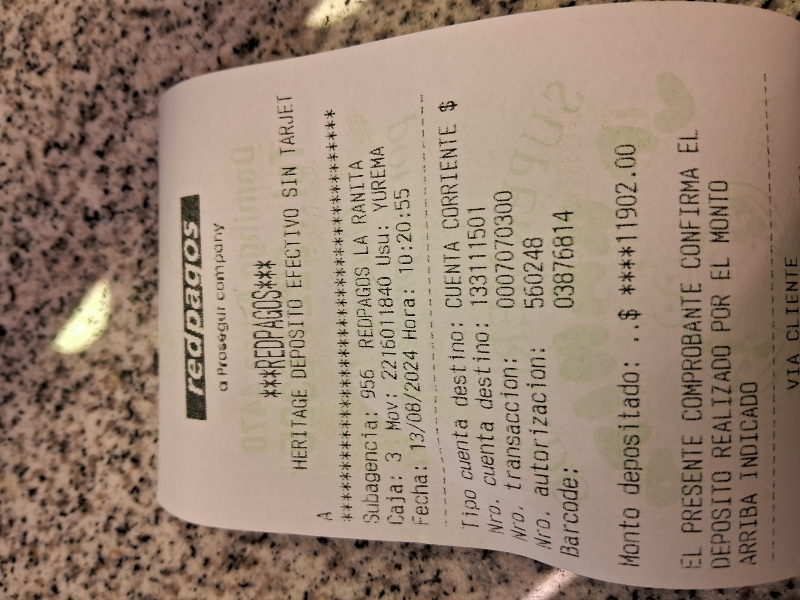 redpagos
a Prosegur company
***REDPAGOS***
HERITAGE DEPOSITO EFECTIVO SIN TARJET
A
****************************************
Subagencia: 956 REDPAGOS LA RANITA
Caja: 3 Mov: 2216011840 Usu: YUREMA
Fecha: 13/08/2024 Hora: 10:20:55
----------------------------------------
Tipo cuenta destino: CUENTA CORRIENTE $
Nro. cuenta destino: 133111501
Nro. transaccion: 0007070300
Nro. autorizacion: 560248
Barcode: 03876814
Monto depositado: ..$ ****11902.00
EL PRESENTE COMPROBANTE CONFIRMA EL
DEPOSITO REALIZADO POR EL MONTO
ARRIBA INDICADO
----------------------------------------
VIA CLIENTE